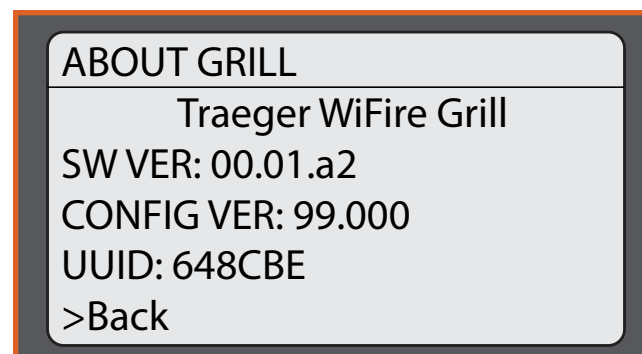 ABOUT GRILL
Traeger WiFire Grill
SW VER: 00.01.a2
CONFIG VER: 99.000
UUID: 648CBE
>Back